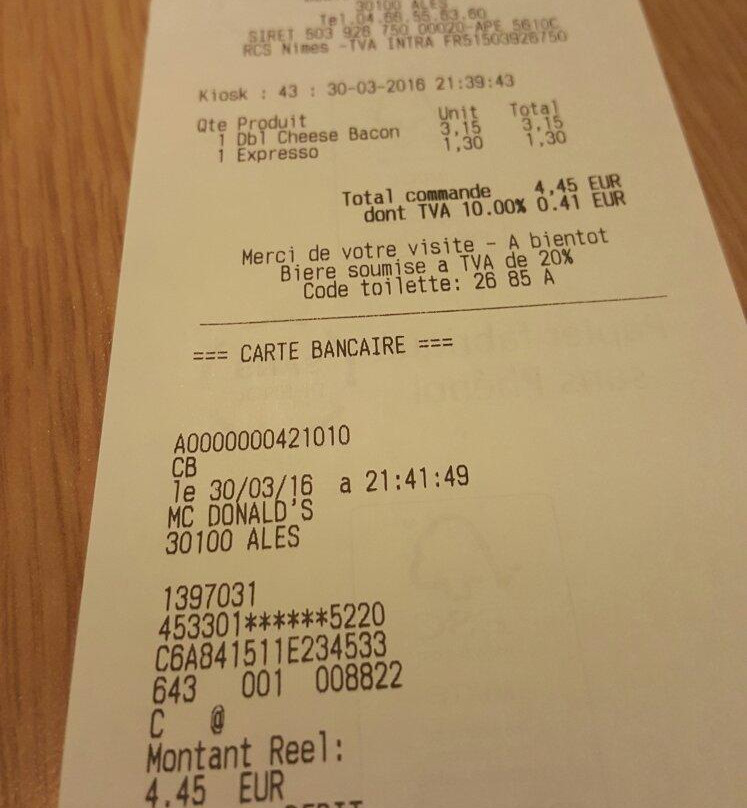 30100 ALES
Tel.04.66.55.63.60
SIRET 503 928 750 00020-APE 5610C
RCS Nimes -TVA INTRA FR51503928750
Kiosk : 43 : 30-03-2016 21:39:43
Qte Produit Unit Total
1 Dbl Cheese Bacon 3,15 3,15
1 Expresso 1,30 1,30
Total commande 4,45 EUR
dont TVA 10.00% 0.41 EUR
Merci de votre visite - A bientot
Biere soumise a TVA de 20%
Code toilette: 26 85 A
=== CARTE BANCAIRE ===
A0000000421010
CB
le 30/03/16 a 21:41:49
MC DONALD'S
30100 ALES
1397031
453301******5220
C6A841511E234533
643 001 008822
C @
Montant Reel:
4.45 EUR